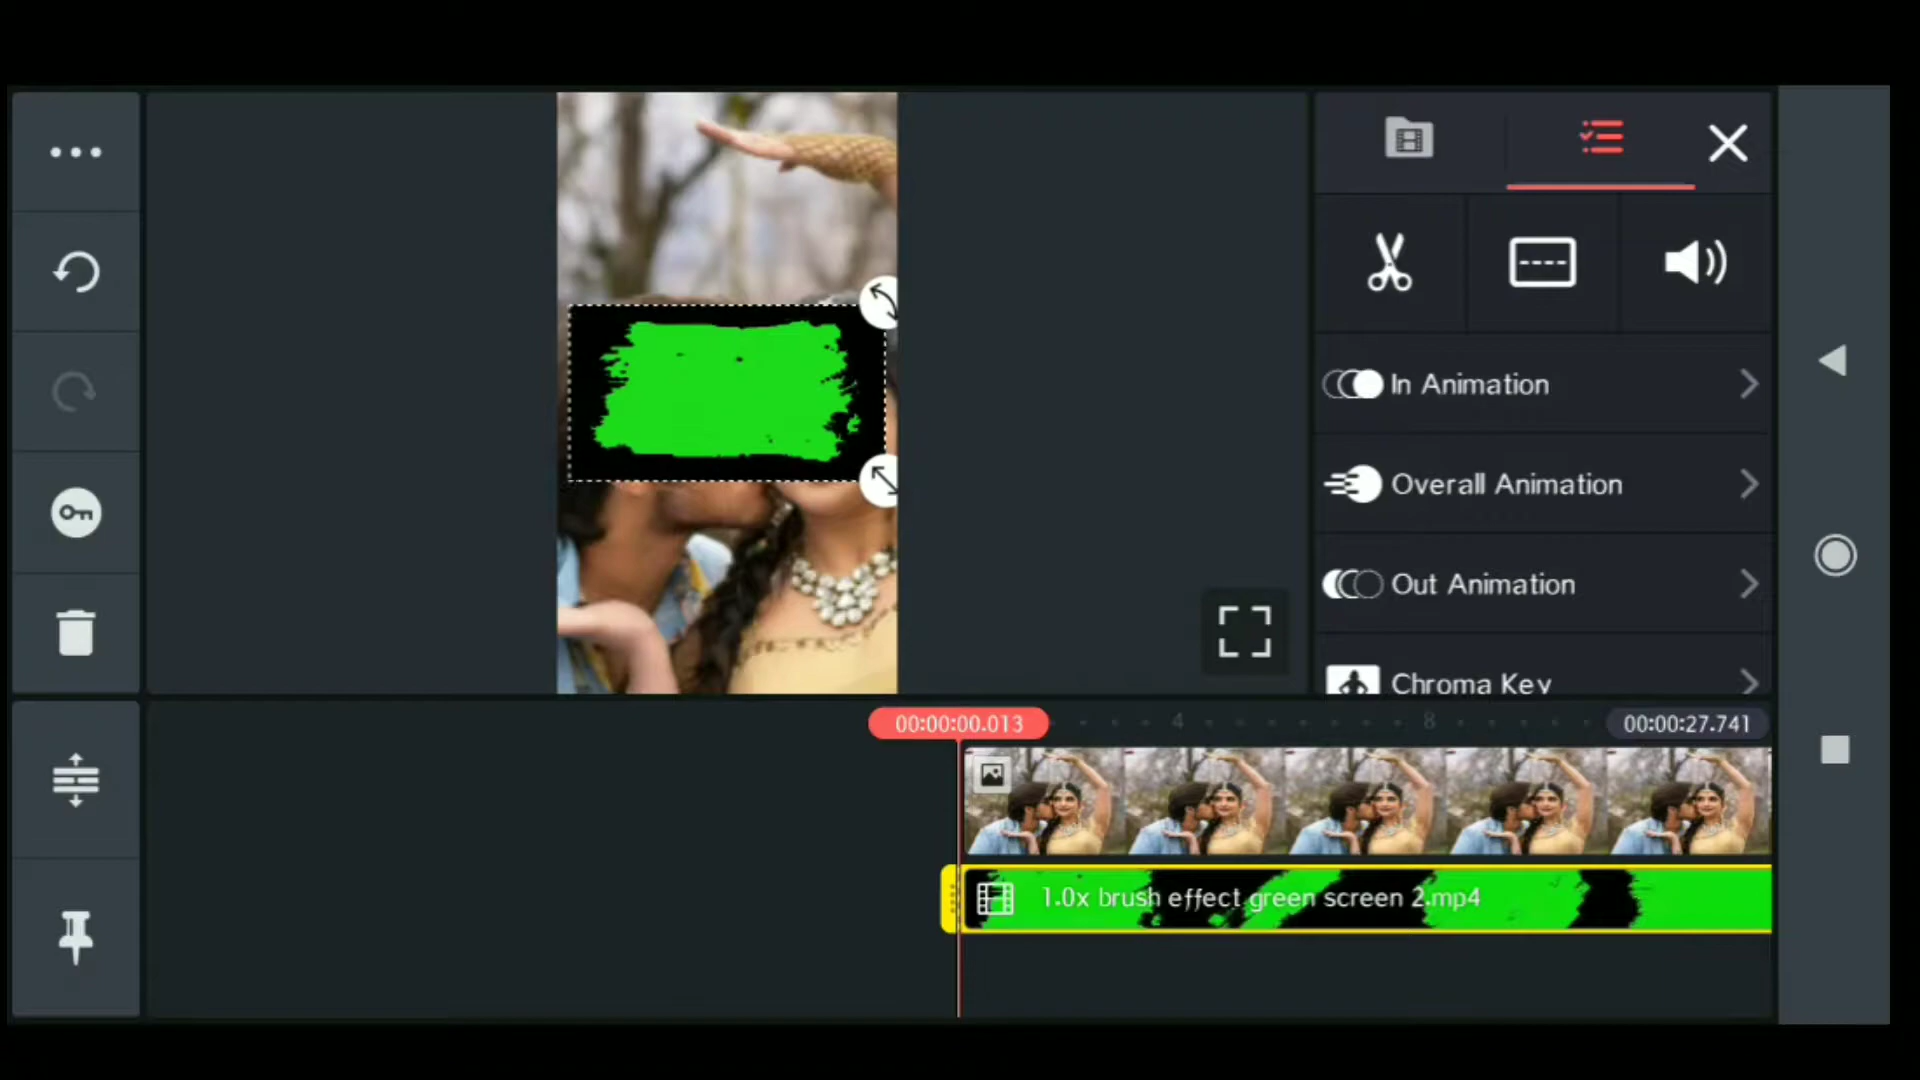 In Animation
Overall Animation
Out Animation
Chroma Key
00:00:00.013
4
8
00:00:27.741
1.0x brush effect green screen 2.mp4